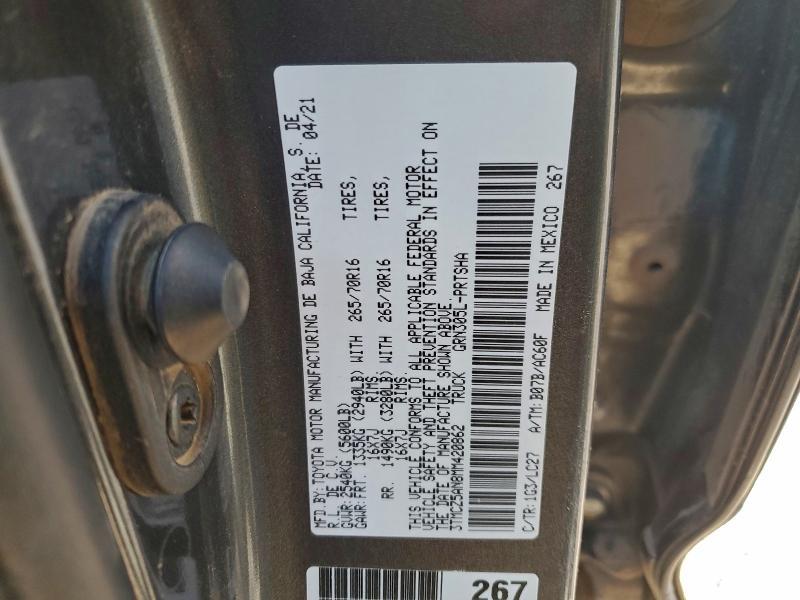 MFD.BY:TOYOTA MOTOR MANUFACTURING DE BAJA CALIFORNIA, S. DE
R. L. DE C. V. DATE: 04/21
GVWR:2540KG (5600LB)
GAWR:FRT. 1335KG (2940LB) WITH 265/70R16 TIRES,
16X7J RIMS.
RR. 1490KG (3280LB) WITH 265/70R16 TIRES,
16X7J RIMS.
THIS VEHICLE CONFORMS TO ALL APPLICABLE FEDERAL MOTOR
VEHICLE SAFETY AND THEFT PREVENTION STANDARDS IN EFFECT ON
THE DATE OF MANUFACTURE SHOWN ABOVE.
3TMCZ5AN8MM420862 TRUCK GRN305L-PRTSHA
C/TR:1G3/LC27 A/TM:B07B/AC60F MADE IN MEXICO 267
267